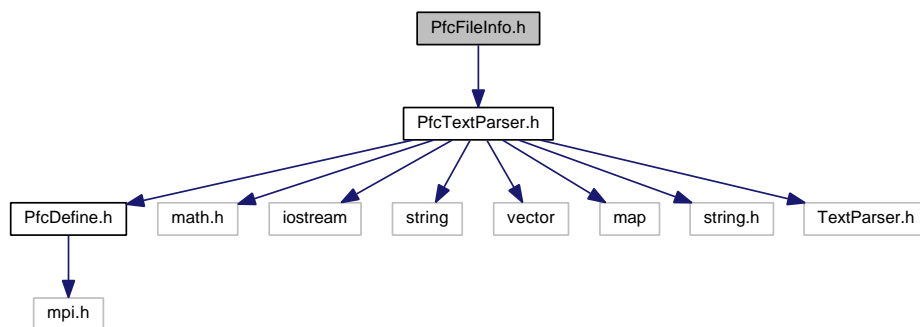 PfcFileInfo.h
PfcTextParser.h
PfcDefine.h
math.h
iostream
string
vector
map
string.h
TextParser.h
mpi.h